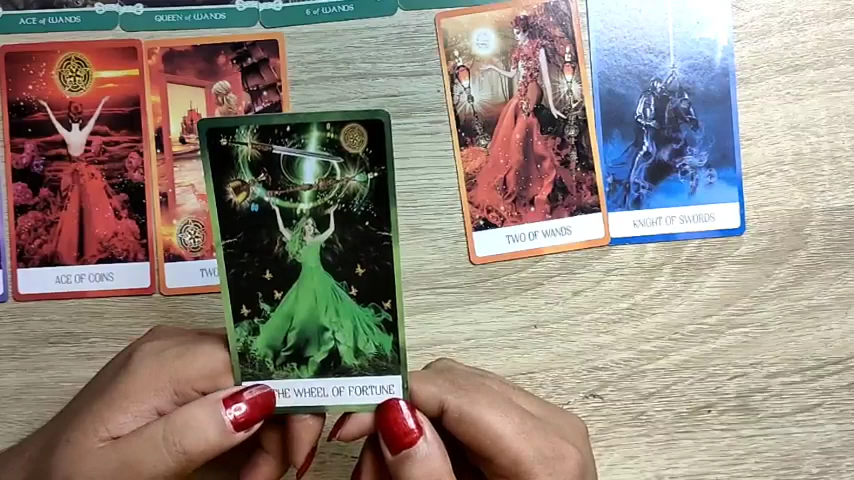 ACE OF WANDS
QUEEN OF WANDS
6 OF WANDS
ACE OF COINS
TWO OF WANDS
KNIGHT OF SWORDS
THE WHEEL OF FORTUNE